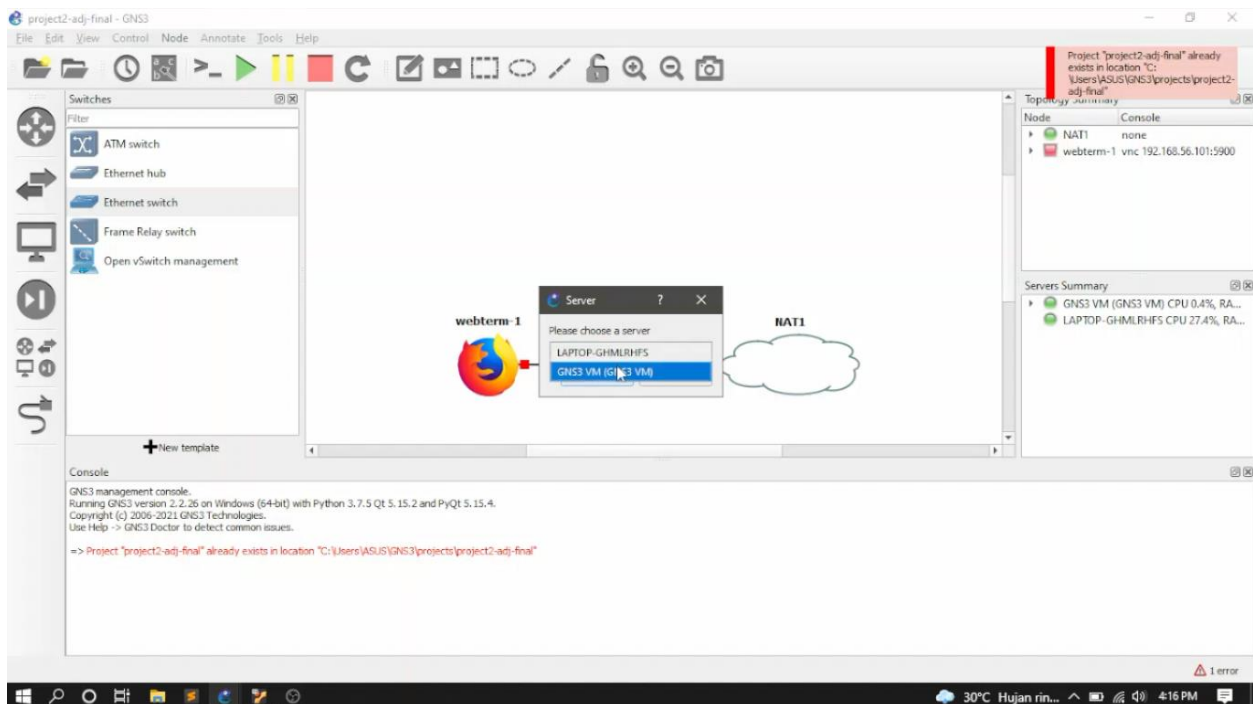 project2-adj-final - GNS3
File Edit View Control Node Annotate Tools Help
Project "project2-adj-final" already
exists in location "C:
\Users\ASUS\GNS3\projects\project2-
adj-final"
Switches
Filter
ATM switch
Ethernet hub
Ethernet switch
Frame Relay switch
Open vSwitch management
New template
webterm-1
NAT1
Server
?
Please choose a server
LAPTOP-GHMLRHFS
GNS3 VM (GNS3 VM)
Topology Summary
Node Console
NAT1 none
webterm-1 vnc 192.168.56.101:5900
Servers Summary
GNS3 VM (GNS3 VM) CPU 0.4%, RA...
LAPTOP-GHMLRHFS CPU 27.4%, RA...
Console
GNS3 management console.
Running GNS3 version 2.2.26 on Windows (64-bit) with Python 3.7.5 Qt 5.15.2 and PyQt 5.15.4.
Copyright (c) 2006-2021 GNS3 Technologies.
Use Help -> GNS3 Doctor to detect common issues.
=> Project "project2-adj-final" already exists in location "C:\Users\ASUS\GNS3\projects\project2-adj-final"
1 error
30°C Hujan rin... 4:16 PM